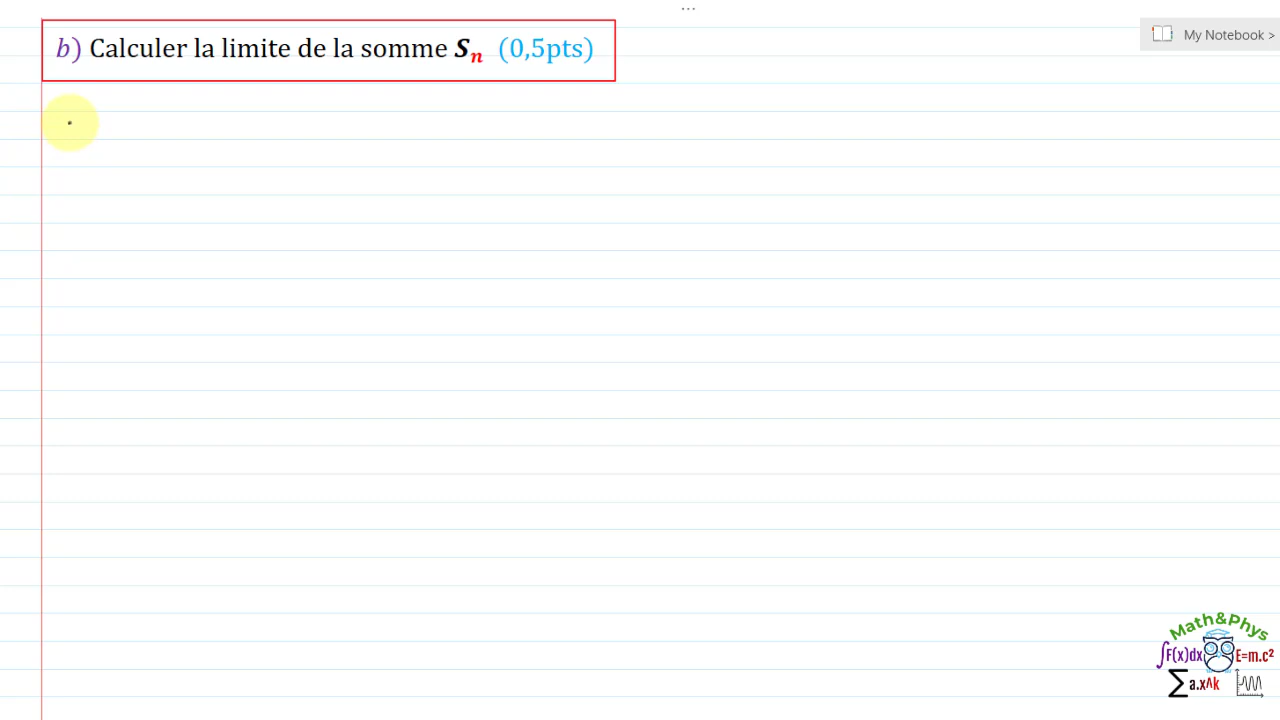 ...
b) Calculer la limite de la somme Sn (0,5pts)
My Notebook >
Math&Phys
∫F(x)dx E=m.c²
∑a.x^k